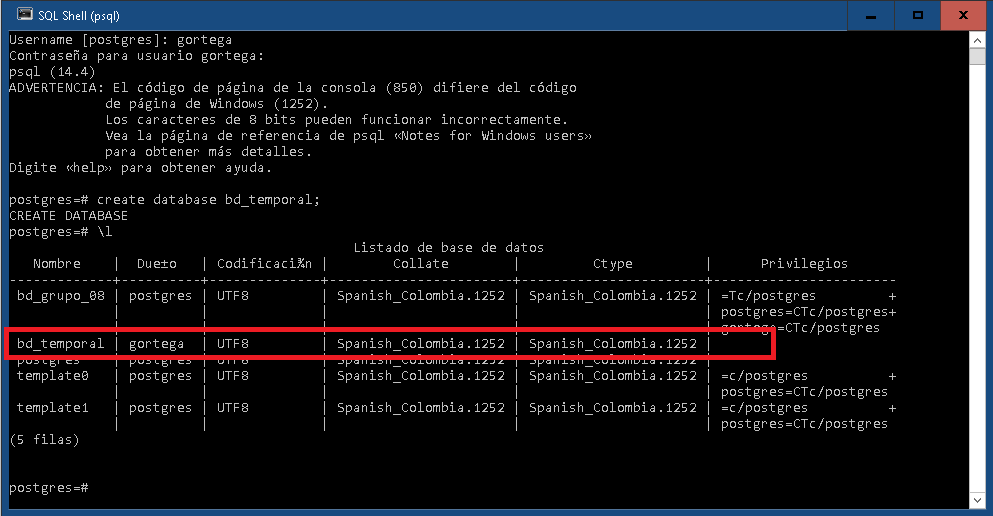 SQL Shell (psql)
Username [postgres]: gortega
Contraseña para usuario gortega:
psql (14.4)
ADVERTENCIA: El código de página de la consola (850) difiere del código
            de página de Windows (1252).
            Los caracteres de 8 bits pueden funcionar incorrectamente.
            Vea la página de referencia de psql «Notes for Windows users»
            para obtener más detalles.
Digite «help» para obtener ayuda.
postgres=# create database bd_temporal;
CREATE DATABASE
postgres=# \l
                                           Listado de base de datos
   Nombre    |  Due±o   | Codificaci¾n |        Collate         |         Ctype          |      Privilegios
-------------+----------+--------------+------------------------+------------------------+-----------------------
 bd_grupo_08 | postgres | UTF8         | Spanish_Colombia.1252 | Spanish_Colombia.1252 | =Tc/postgres         +
             |          |              |                       |                       | postgres=CTc/postgres+
             |          |              |                       |                       | gortega=CTc/postgres
 bd_temporal | gortega  | UTF8         | Spanish_Colombia.1252 | Spanish_Colombia.1252 |
 postgres    | postgres | UTF8         | Spanish_Colombia.1252 | Spanish_Colombia.1252 |
 template0   | postgres | UTF8         | Spanish_Colombia.1252 | Spanish_Colombia.1252 | =c/postgres          +
             |          |              |                       |                       | postgres=CTc/postgres
 template1   | postgres | UTF8         | Spanish_Colombia.1252 | Spanish_Colombia.1252 | =c/postgres          +
             |          |              |                       |                       | postgres=CTc/postgres
(5 filas)
postgres=#